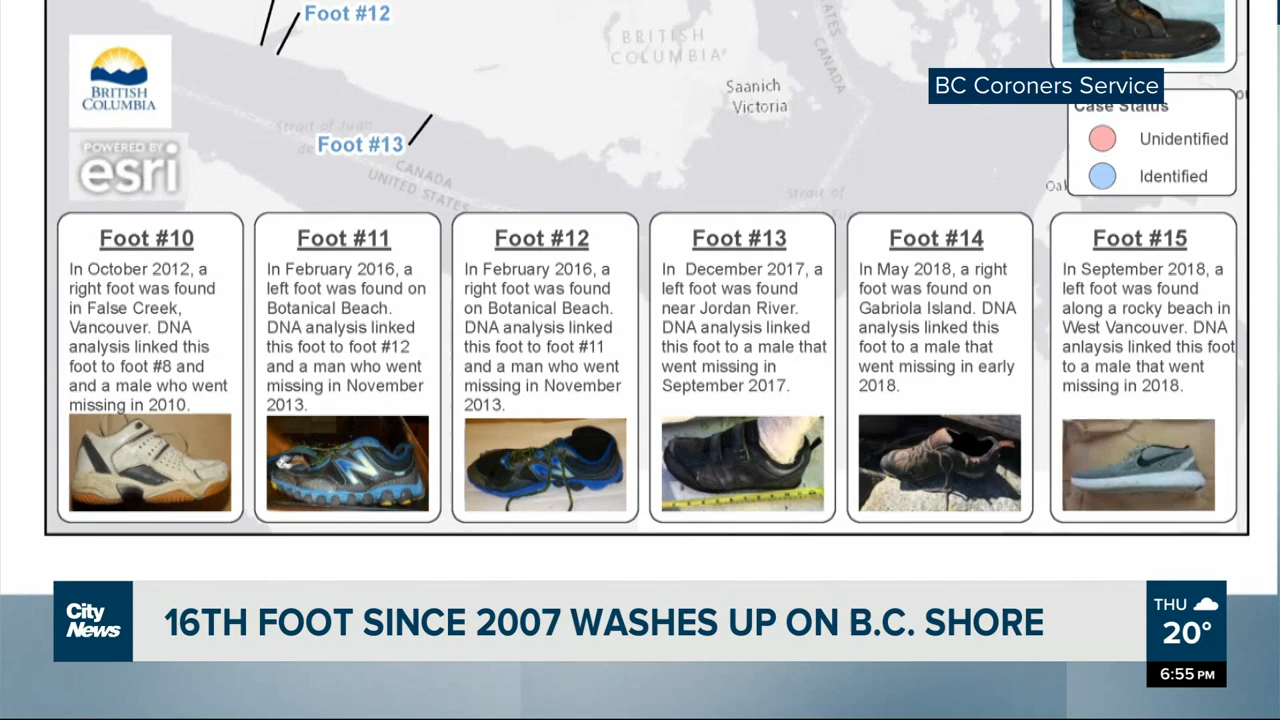 Foot #12
BRITISH
COLUMBIA
BRITISH
COLUMBIA
STATES
CANADA
BC Coroners Service
Saanich
Victoria
Case Status
Unidentified
Identified
POWERED BY
esri
Strait of Juan
de
Foot #13
CANADA
UNITED STATES
Strait of
Foot #10
In October 2012, a
right foot was found
in False Creek,
Vancouver. DNA
analysis linked this
foot to foot #8 and
and a male who went
missing in 2010.
Foot #11
In February 2016, a
left foot was found on
Botanical Beach.
DNA analysis linked
this foot to foot #12
and a man who went
missing in November
2013.
Foot #12
In February 2016, a
right foot was found
on Botanical Beach.
DNA analysis linked
this foot to foot #11
and a man who went
missing in November
2013.
Foot #13
In December 2017, a
left foot was found
near Jordan River.
DNA analysis linked
this foot to a male that
went missing in
September 2017.
Foot #14
In May 2018, a right
foot was found on
Gabriola Island. DNA
analysis linked this
foot to a male that
went missing in early
2018.
Foot #15
In September 2018, a
left foot was found
along a rocky beach in
West Vancouver. DNA
anlaysis linked this foot
to a male that went
missing in 2018.
City
News
16TH FOOT SINCE 2007 WASHES UP ON B.C. SHORE
THU
20°
6:55 PM